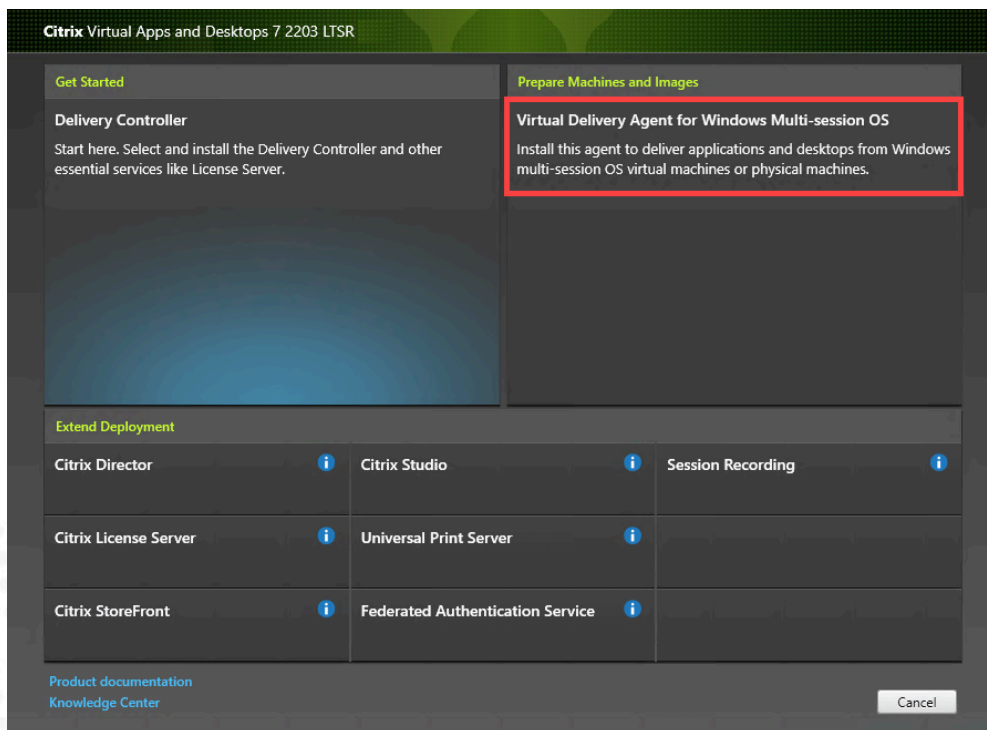 Citrix Virtual Apps and Desktops 7 2203 LTSR
Get Started
Delivery Controller
Start here. Select and install the Delivery Controller and other
essential services like License Server.
Prepare Machines and Images
Virtual Delivery Agent for Windows Multi-session OS
Install this agent to deliver applications and desktops from Windows
multi-session OS virtual machines or physical machines.
Extend Deployment
Citrix Director
Citrix Studio
Session Recording
Citrix License Server
Universal Print Server
Citrix StoreFront
Federated Authentication Service
Product documentation
Knowledge Center
Cancel